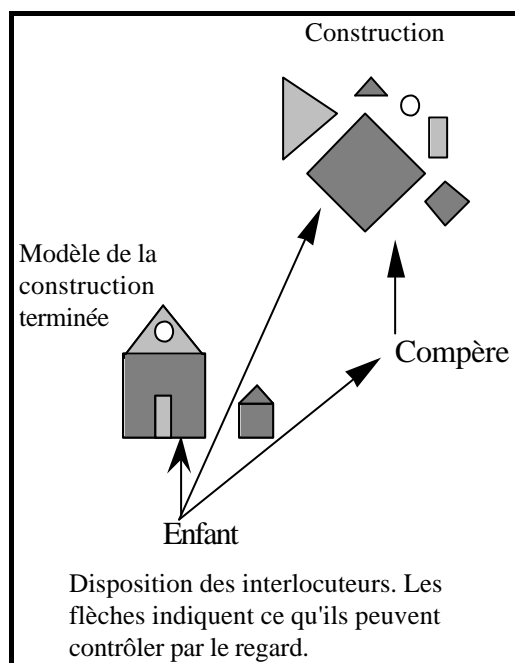 Construction
Modèle de la
construction
terminée
Compère
Enfant
Disposition des interlocuteurs. Les
flèches indiquent ce qu'ils peuvent
contrôler par le regard.